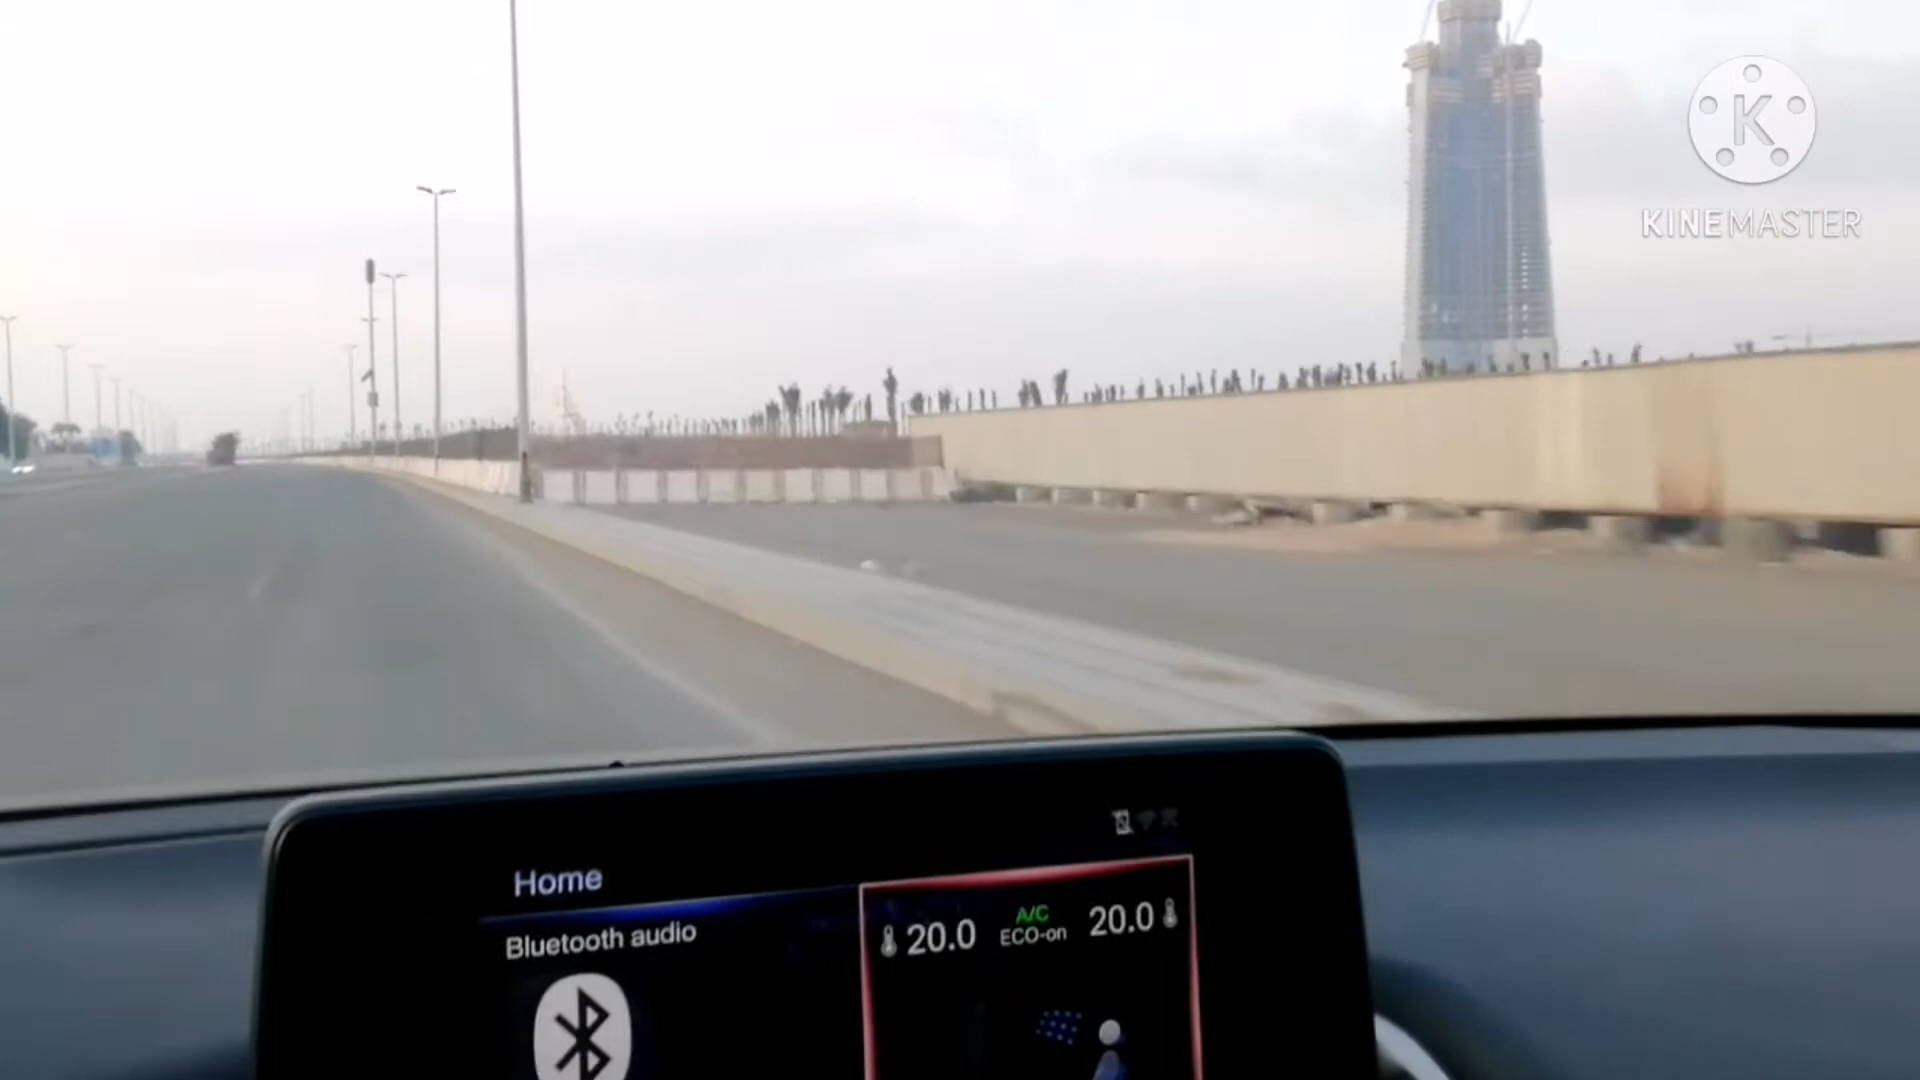 K
KINEMASTER
Home
Bluetooth audio
20.0
A/C
ECO-on
20.0